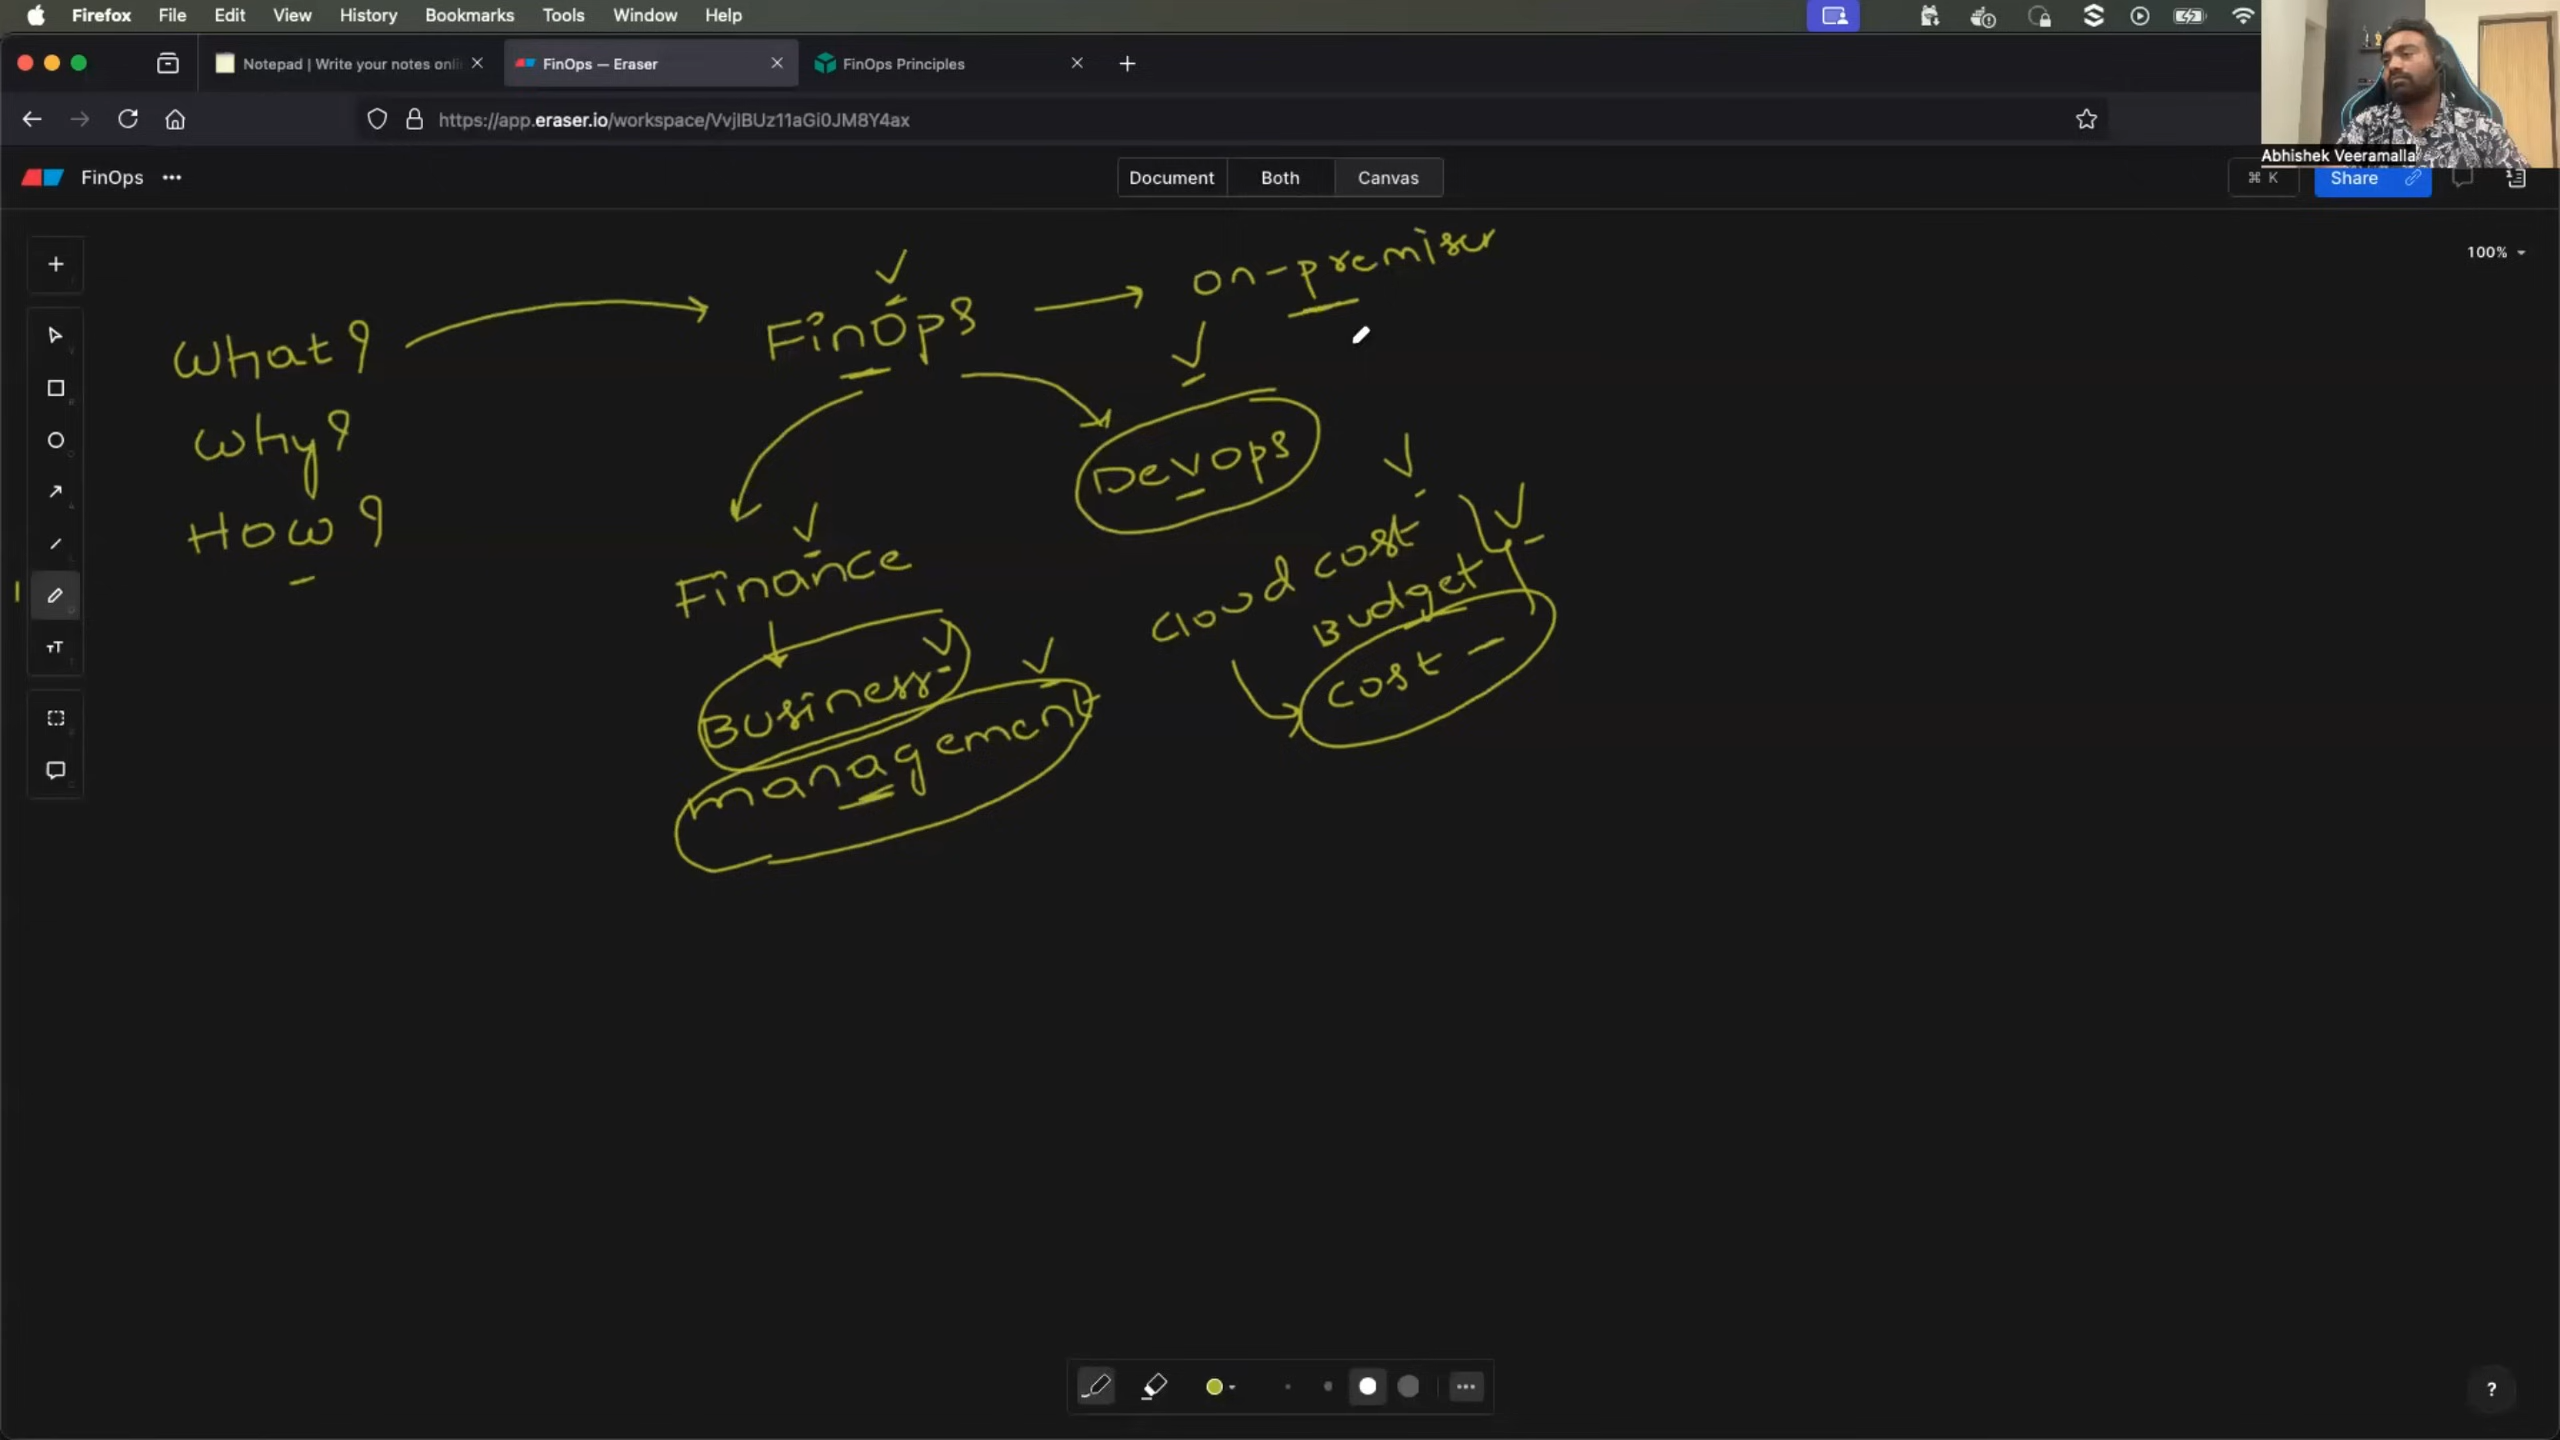 Firefox File Edit View History Bookmarks Tools Window Help
Notepad | Write your notes onli
FinOps — Eraser
FinOps Principles
https://app.eraser.io/workspace/VvjlBUz11aGi0JM8Y4ax
Abhishek Veeramalla
FinOps ...
Document Both Canvas
⌘ K
Share
100%
What?
Why?
How?
FinOps
on-premises
DevOps
Finance
Business
management
Cloud cost
Budget
cost -
?